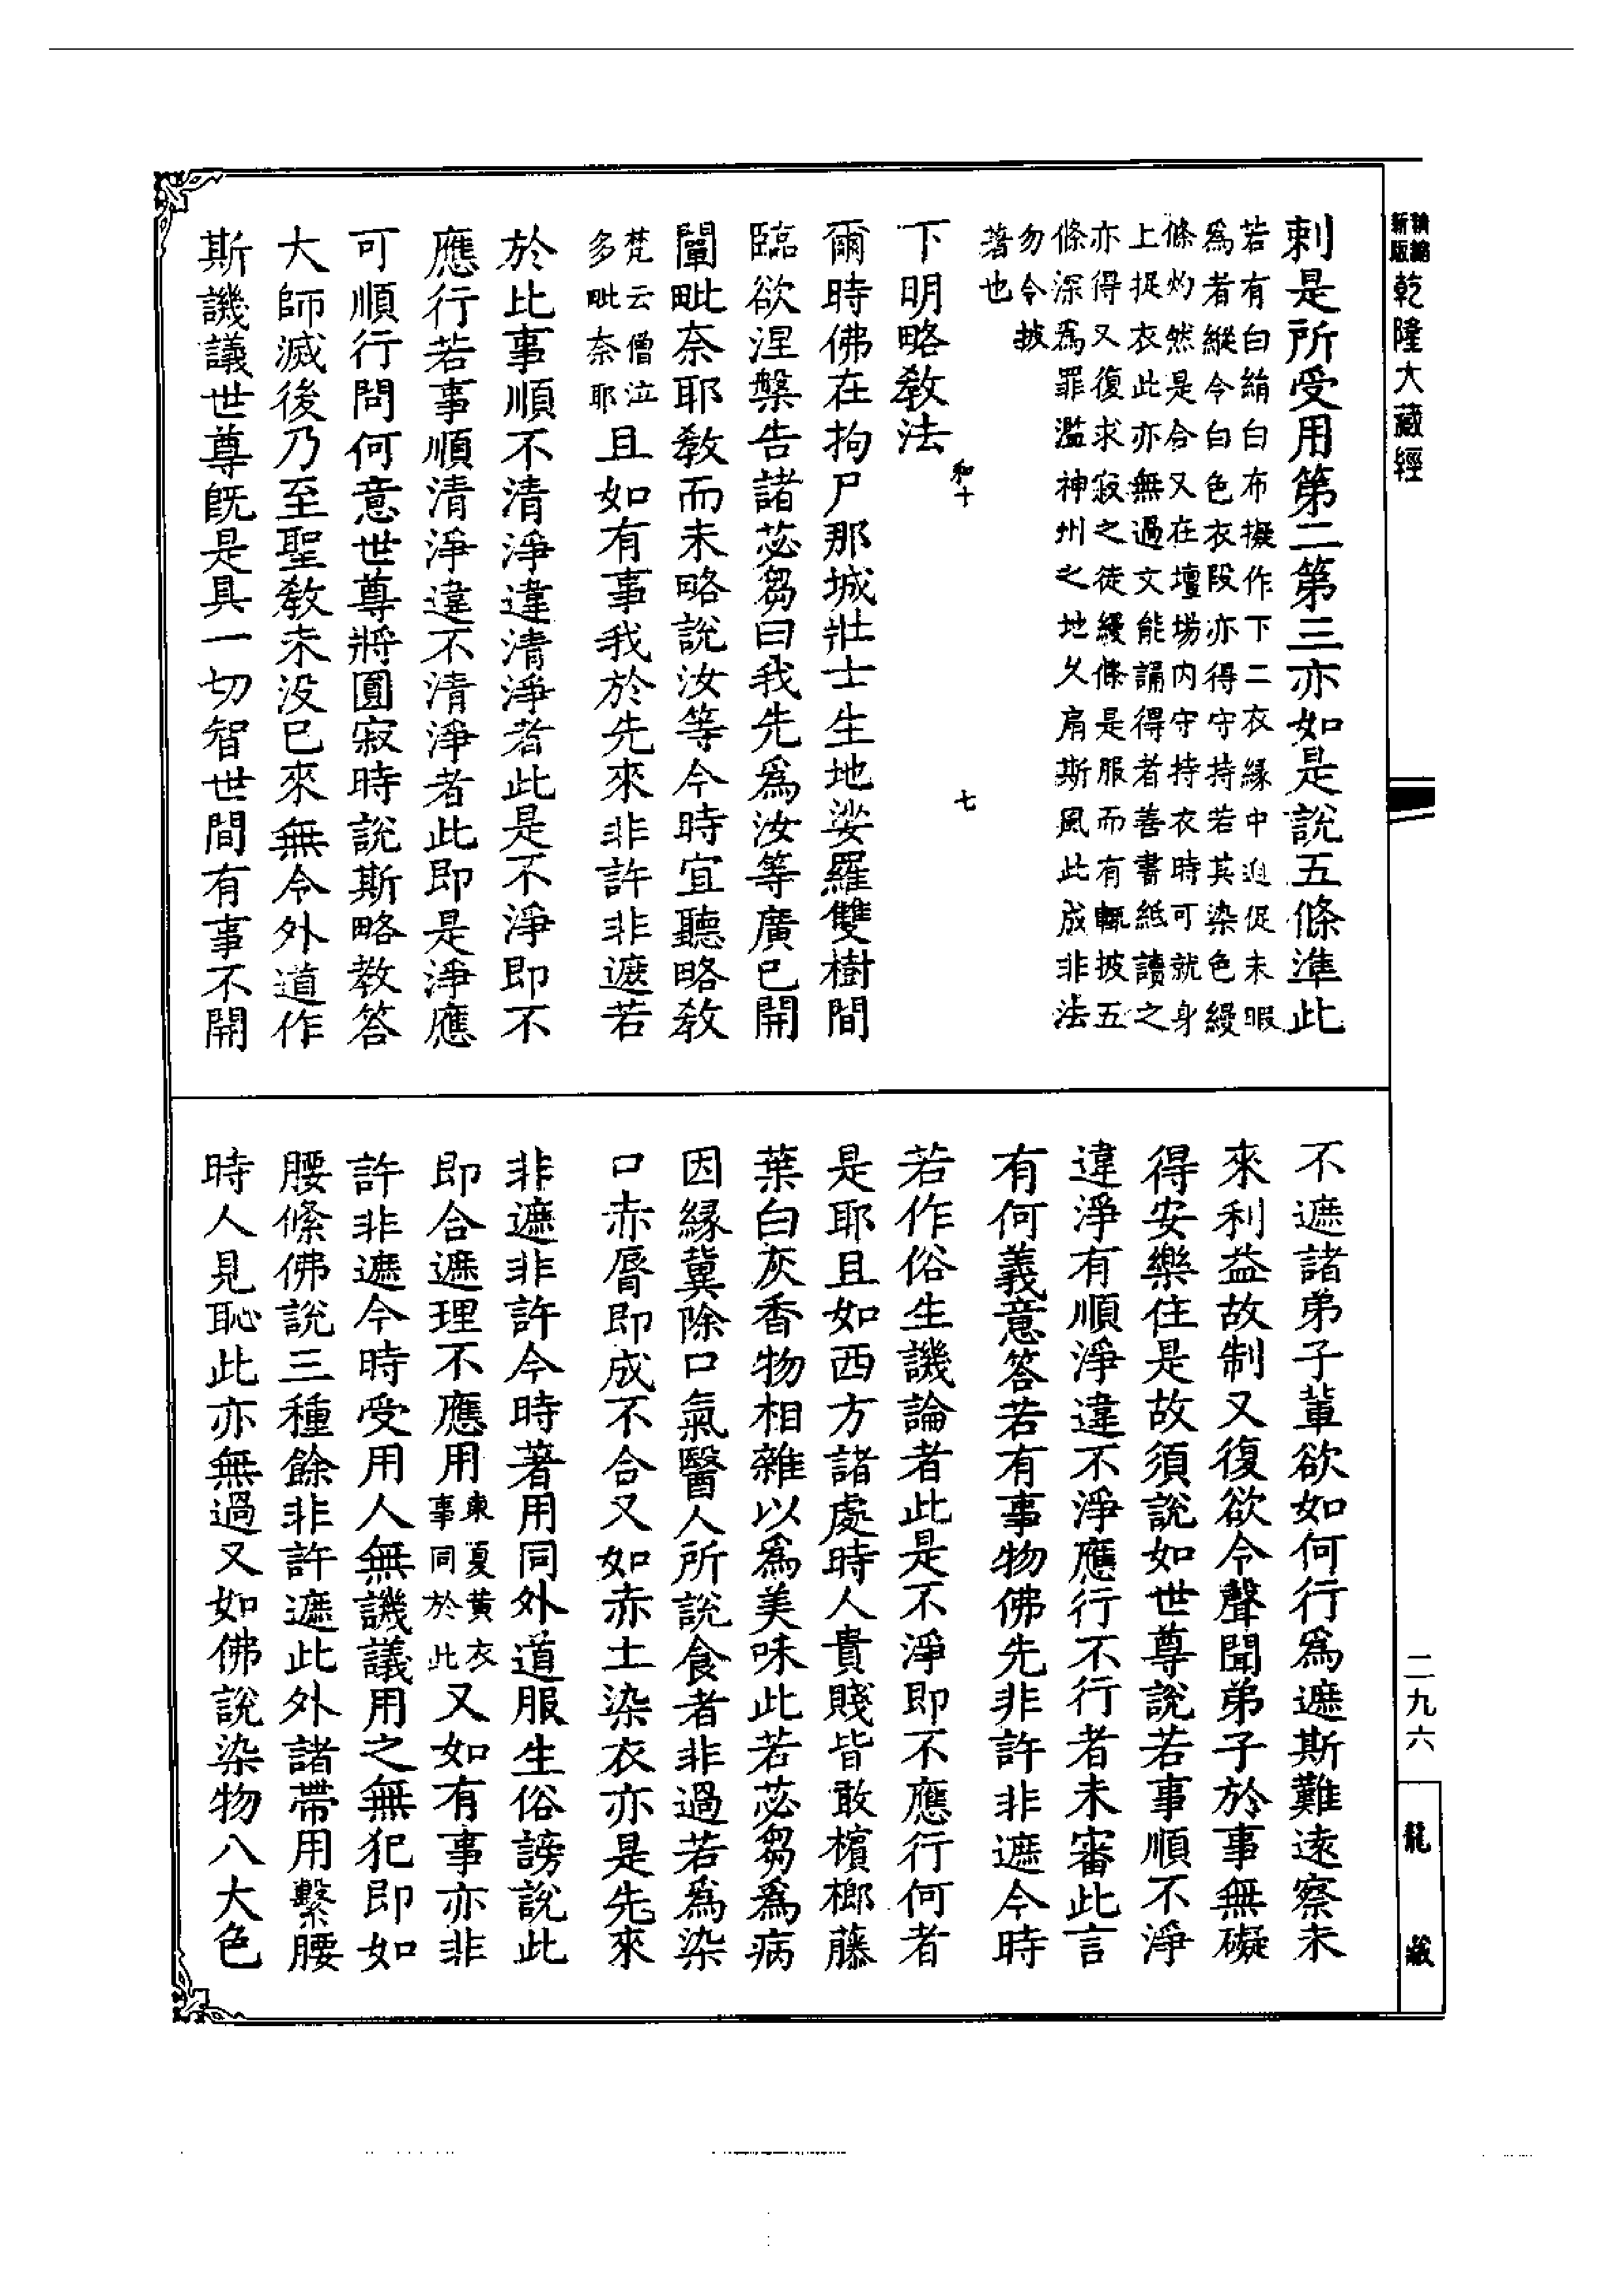 新版精縮乾隆大藏經
二九六
龍藏
刺是所受用第二第三亦如是說五條準此
若有白絹白布擬作下二衣緣中迫促未暇
為者縱令白色衣段亦得守持若其染色縵
條灼然是合又在壇場內守持衣時可就身
上捉衣此亦無過文能誦得者善書紙讀之
亦得又復求寂之徒縵條是服而有輒披五
條深為罪濫神州之地久扇斯風此成非法
勿令披
著也
和十
七
下明略教法
爾時佛在拘尸那城壯士生地娑羅雙樹間
臨欲涅槃告諸苾芻曰我先為汝等廣已開
闡毗奈耶教而未略說汝等今時宜聽略教
梵云僧泣
多毗奈耶
且如有事我於先來非許非遮若
於此事順不清淨違清淨者此是不淨即不
應行若事順清淨違不清淨者此即是淨應
可順行問何意世尊將圓寂時說斯略教答
大師滅後乃至聖教未沒已來無令外道作
斯譏議世尊既是具一切智世間有事不開
不遮諸弟子輩欲如何行為遮斯難遠察未
來利益故制又復欲令聲聞弟子於事無礙
得安樂住是故須說如世尊說若事順不淨
違淨有順淨違不淨應行不行者未審此言
有何義意答若有事物佛先非許非遮今時
若作俗生譏論者此是不淨即不應行何者
是耶且如西方諸處時人貴賤皆敢檳榔藤
葉白灰香物相雜以為美味此若苾芻為病
因緣冀除口氣醫人所說食者非過若為染
口赤脣即成不合又如赤土染衣亦是先來
非遮非許今時著用同外道服生俗謗說此
即合遮理不應用
東夏黃衣
事同於此
又如有事亦非
許非遮今時受用人無譏議用之無犯即如
腰絛佛說三種餘非許遮此外諸帶用繫腰
時人見恥此亦無過又如佛說染物八大色